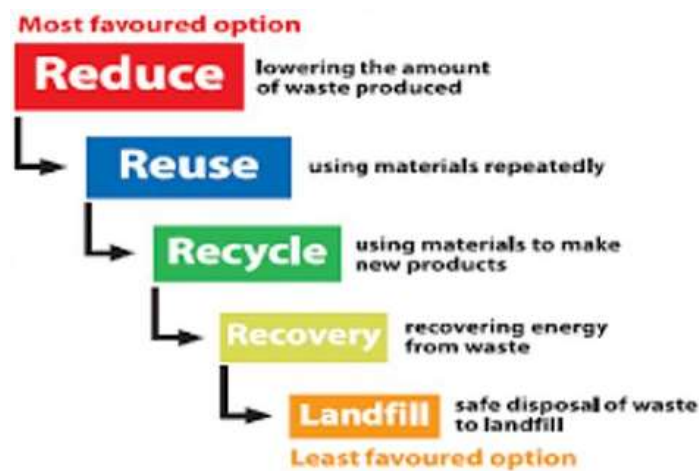 Most favoured option
Reduce
lowering the amount
of waste produced
Reuse
using materials repeatedly
Recycle
using materials to make
new products
Recovery
recovering energy
from waste
Landfill
safe disposal of waste
to landfill
Least favoured option